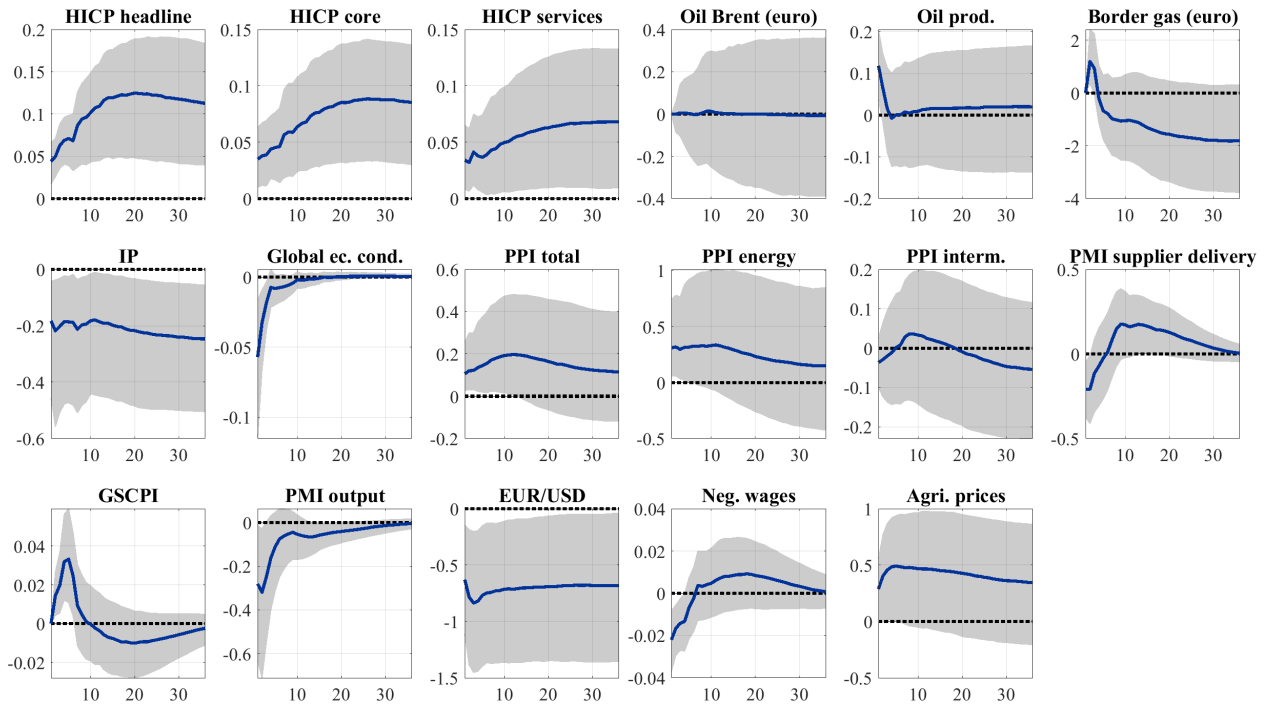 HICP headline HICP core HICP services Oil Brent (euro) Oil prod. Border gas (euro)
0.2 0.15 0.15 0.4 0.2 2
0.15 0.1 0.1 0.2 0.1 0
0.1 0.05 0.05 0 0 -2
0.05 0 0 -0.2 -0.1 -4
0 -0.4 -0.2
10 20 30 10 20 30 10 20 30 10 20 30 10 20 30 10 20 30
IP Global ec. cond. PPI total PPI energy PPI interm. PMI supplier delivery
0 0 0.6 1 0.2 0.5
-0.2 -0.05 0.4 0.5 0.1 0
-0.4 -0.1 0.2 0 0 -0.5
-0.6 0 -0.5 -0.1
-0.2 -0.2
10 20 30 10 20 30 10 20 30 10 20 30 10 20 30 10 20 30
GSCPI PMI output EUR/USD Neg. wages Agri. prices
0.04 0 0 0.04 1
0.02 -0.2 -0.5 0.02 0.5
0 -0.4 -1 0 0
-0.02 -0.6 -1.5 -0.02 -0.5
-0.04
10 20 30 10 20 30 10 20 30 10 20 30 10 20 30